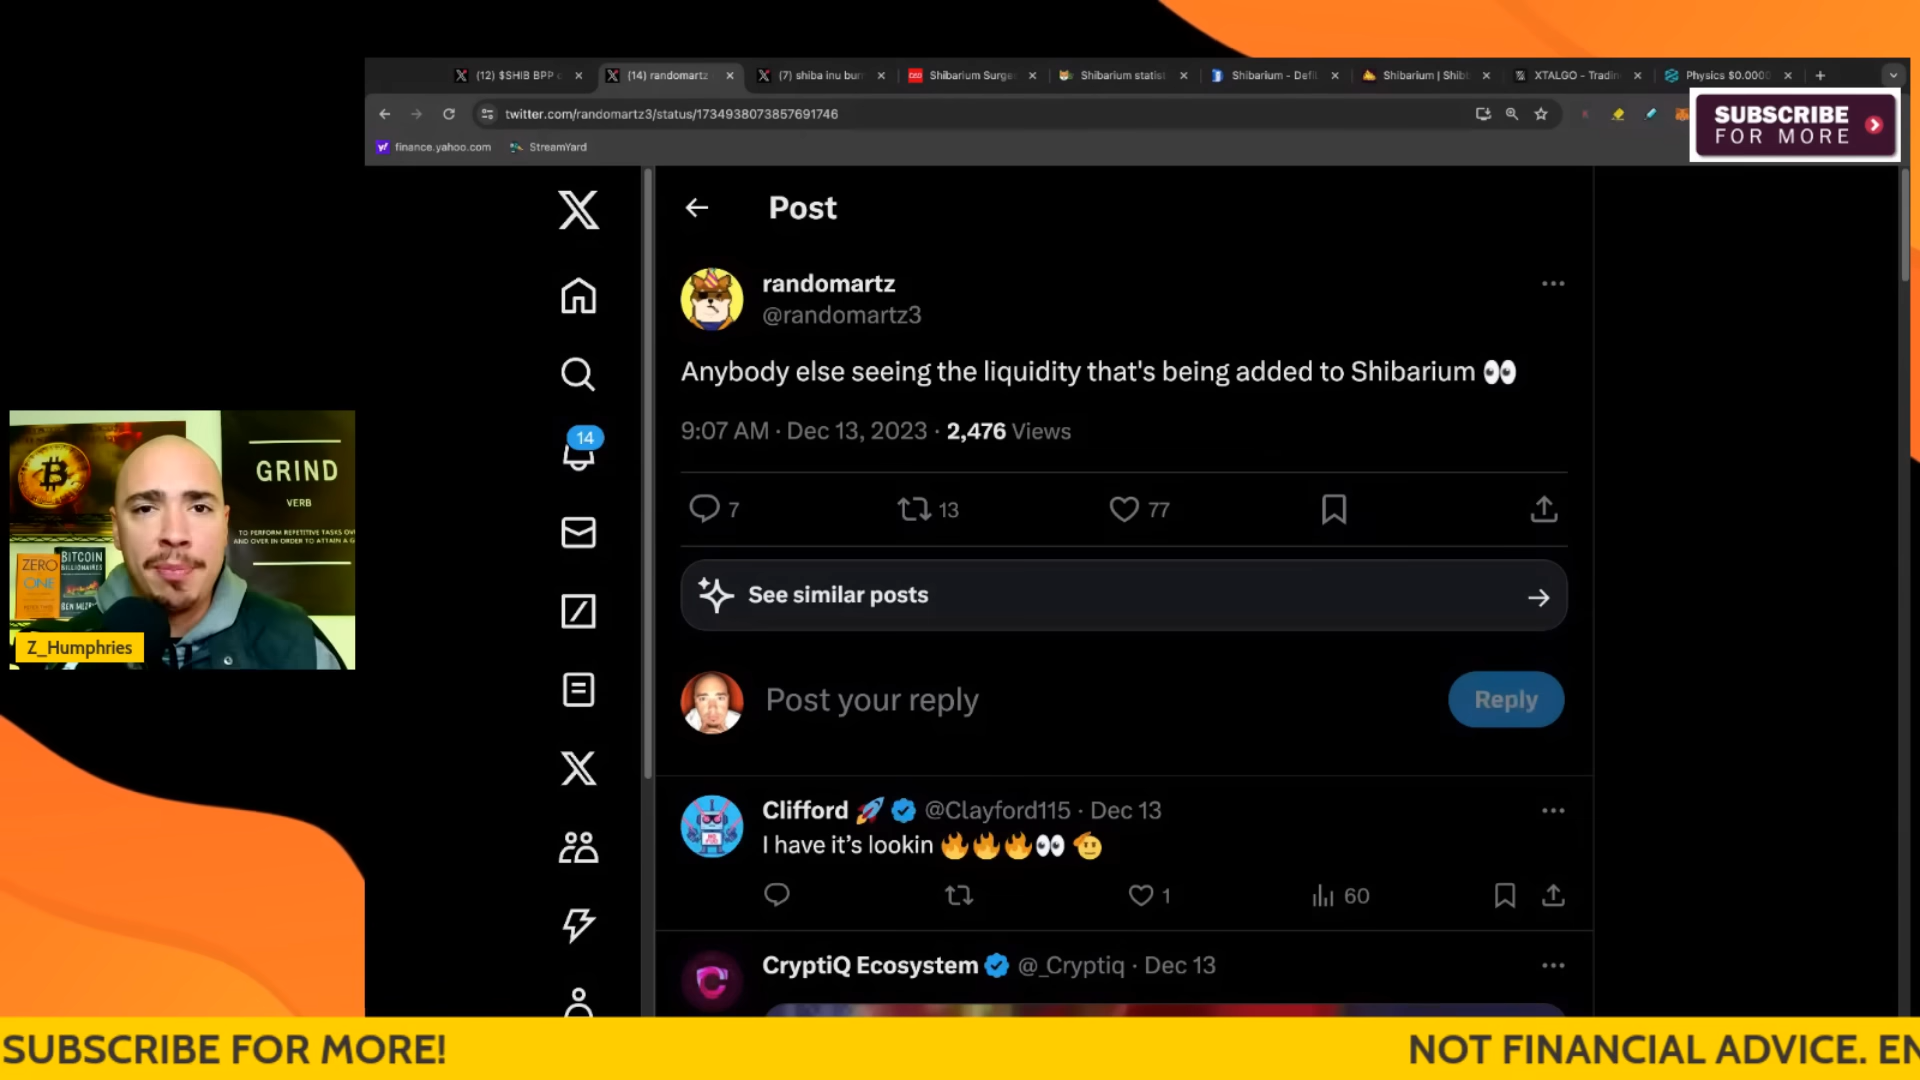 (12) $SHIB BPP
(14) randomartz
(7) shiba inu bur
Shibarium Surge
Shibarium statist
Shibarium - Defil
Shibarium | Shib
XTALGO - Tradin
Physics $0.0000
twitter.com/randomartz3/status/1734938073857691746
SUBSCRIBE
FOR MORE
finance.yahoo.com
StreamYard
Post
randomartz
@randomartz3
Anybody else seeing the liquidity that's being added to Shibarium 👀
9:07 AM · Dec 13, 2023 · 2,476 Views
14
7
13
77
See similar posts
Post your reply
Reply
Clifford 🚀 @Clayford115 · Dec 13
I have it’s lookin 🔥🔥🔥👀🫡
1
60
CryptiQ Ecosystem @_Cryptiq · Dec 13
GRIND
VERB
TO PERFORM REPETITIVE TASKS OV
AND OVER IN ORDER TO ATTAIN A G
ZERO
ONE
BITCOIN
BILLIONAIRES
BEN MEZR
Z_Humphries
SUBSCRIBE FOR MORE!
NOT FINANCIAL ADVICE. EN